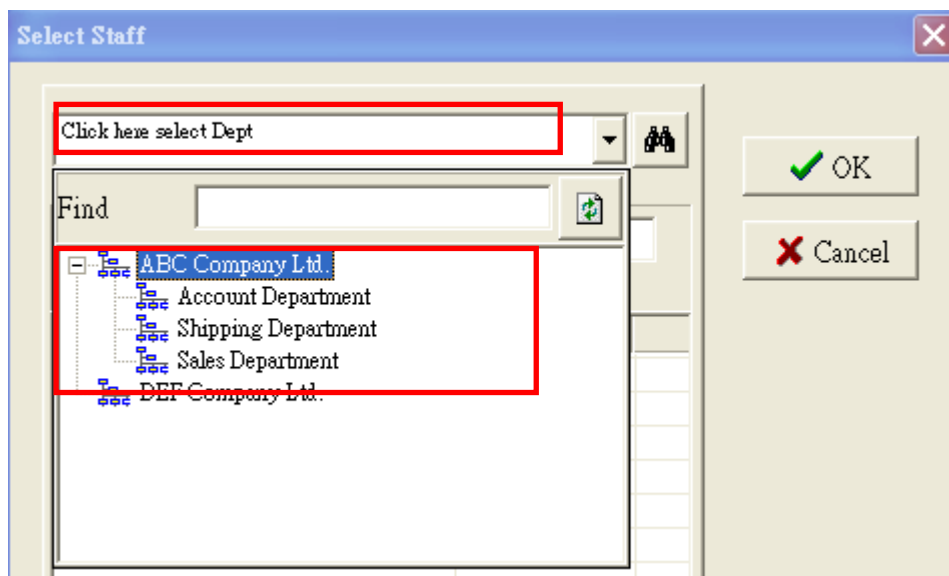 Select Staff
Click here select Dept
OK
Find
Cancel
ABC Company Ltd.
Account Department
Shipping Department
Sales Department
DEF Company Ltd.